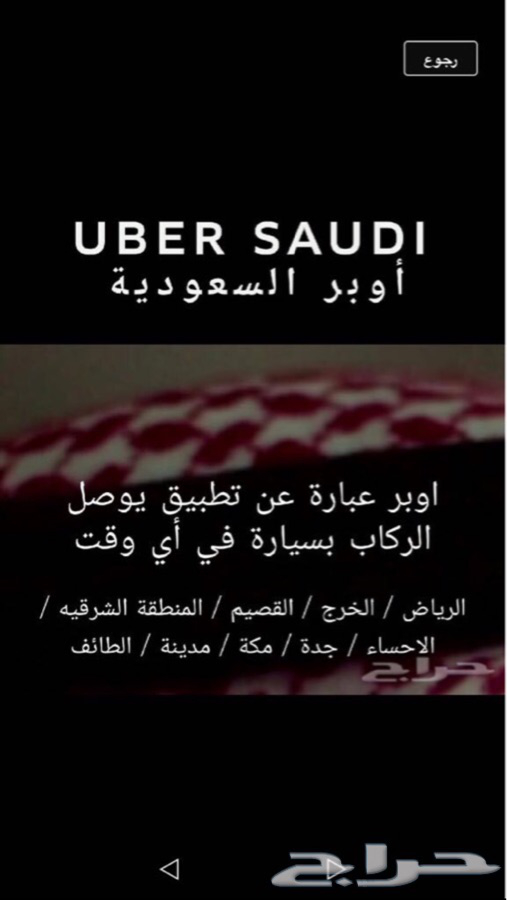 رجوع
UBER SAUDI
أوبر السعودية
اوبر عبارة عن تطبيق يوصل
الركاب بسيارة في أي وقت
الرياض / الخرج / القصيم / المنطقة الشرقيه /
الاحساء / جدة / مكة / مدينة / الطائف
حراج
حراج